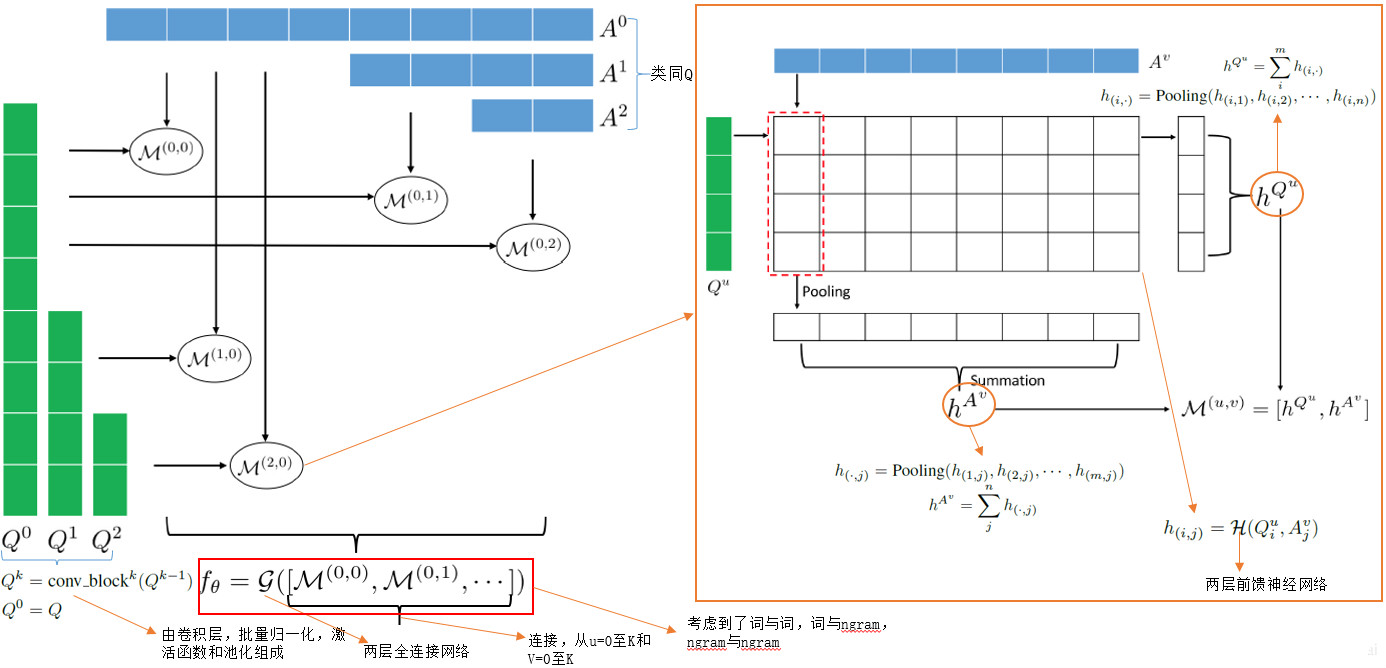 A^0
A^1
类同Q
A^2
M^(0,0)
M^(0,1)
M^(0,2)
M^(1,0)
M^(2,0)
Q^0 Q^1 Q^2
Q^k = conv_block^k(Q^{k-1})
Q^0 = Q
f_θ = G([M^(0,0), M^(0,1), ⋯])
由卷积层，批量归一化，激
活函数和池化组成
两层全连接网络
连接，从u=0至K和
V=0至K
考虑到了词与词，词与ngram，
ngram与ngram
A^v
h^{Q^u} = ∑_i^m h_(i,·)
h_(i,·) = Pooling(h_(i,1), h_(i,2), ⋯, h_(i,n))
Q^u
h^{Q^u}
Pooling
Summation
h^{A^v}
M^(u,v) = [h^{Q^u}, h^{A^v}]
h_(·,j) = Pooling(h_(1,j), h_(2,j), ⋯, h_(m,j))
h^{A^v} = ∑_j^n h_(·,j)
h_(i,j) = H(Q_i^u, A_j^v)
两层前馈神经网络